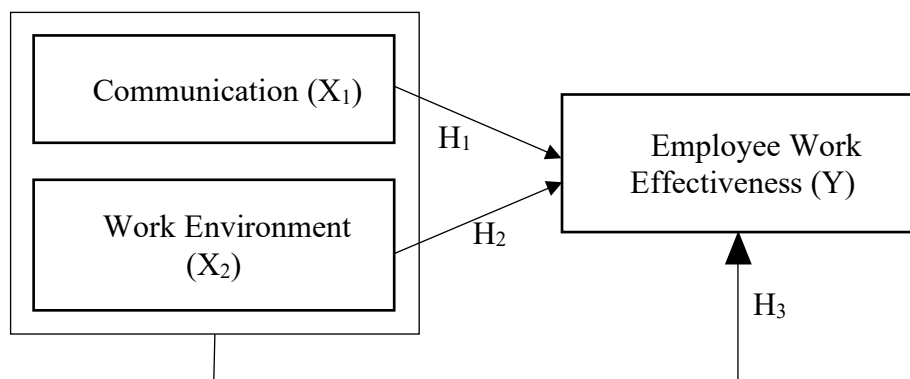 Communication (X₁)
H₁
Employee Work
Effectiveness (Y)
Work Environment
(X₂)
H₂
H₃